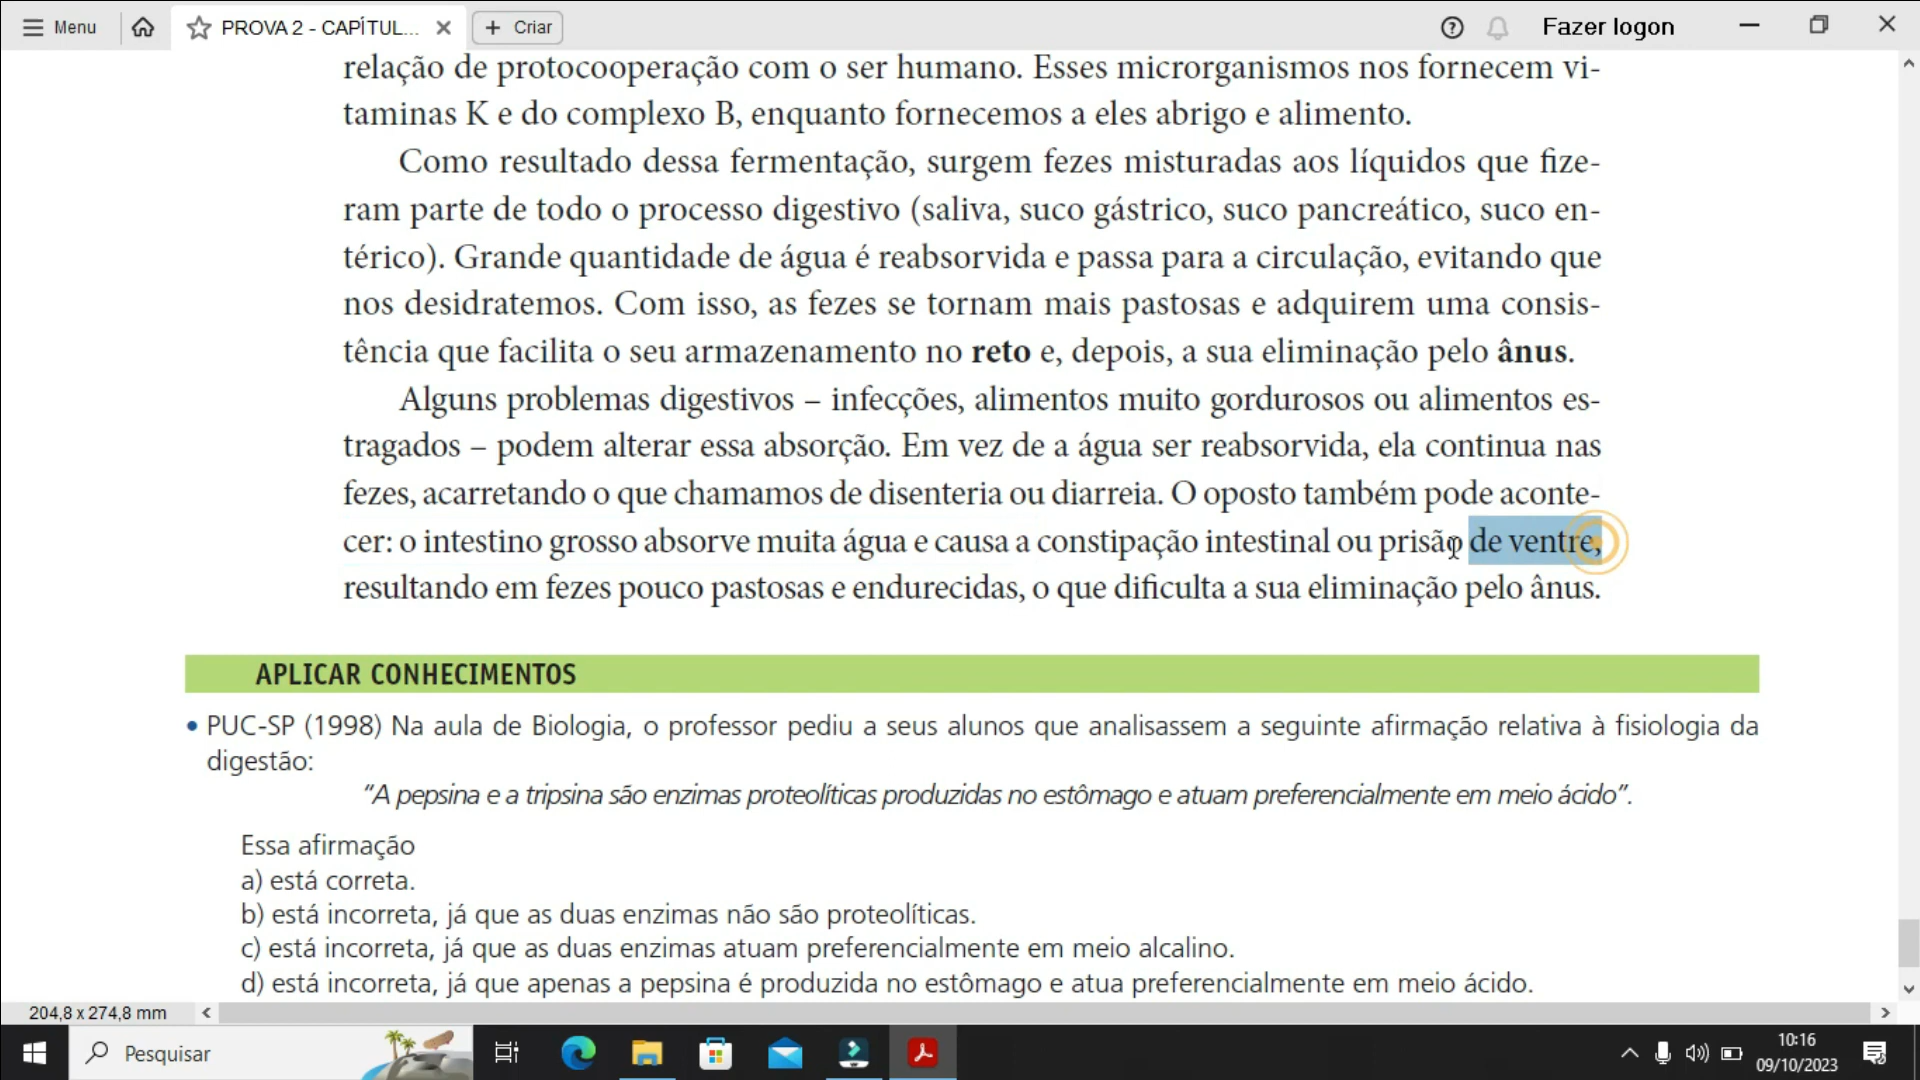 Menu
PROVA 2 - CAPÍTUL...
Criar
Fazer logon
relação de protocooperação com o ser humano. Esses microrganismos nos fornecem vi-
taminas K e do complexo B, enquanto fornecemos a eles abrigo e alimento.
Como resultado dessa fermentação, surgem fezes misturadas aos líquidos que fize-
ram parte de todo o processo digestivo (saliva, suco gástrico, suco pancreático, suco en-
térico). Grande quantidade de água é reabsorvida e passa para a circulação, evitando que
nos desidratemos. Com isso, as fezes se tornam mais pastosas e adquirem uma consis-
tência que facilita o seu armazenamento no reto e, depois, a sua eliminação pelo ânus.
Alguns problemas digestivos – infecções, alimentos muito gordurosos ou alimentos es-
tragados – podem alterar essa absorção. Em vez de a água ser reabsorvida, ela continua nas
fezes, acarretando o que chamamos de disenteria ou diarreia. O oposto também pode aconte-
cer: o intestino grosso absorve muita água e causa a constipação intestinal ou prisão de ventre,
resultando em fezes pouco pastosas e endurecidas, o que dificulta a sua eliminação pelo ânus.
APLICAR CONHECIMENTOS
• PUC-SP (1998) Na aula de Biologia, o professor pediu a seus alunos que analisassem a seguinte afirmação relativa à fisiologia da
digestão:
“A pepsina e a tripsina são enzimas proteolíticas produzidas no estômago e atuam preferencialmente em meio ácido”.
Essa afirmação
a) está correta.
b) está incorreta, já que as duas enzimas não são proteolíticas.
c) está incorreta, já que as duas enzimas atuam preferencialmente em meio alcalino.
d) está incorreta, já que apenas a pepsina é produzida no estômago e atua preferencialmente em meio ácido.
204,8 x 274,8 mm
Pesquisar
10:16
09/10/2023